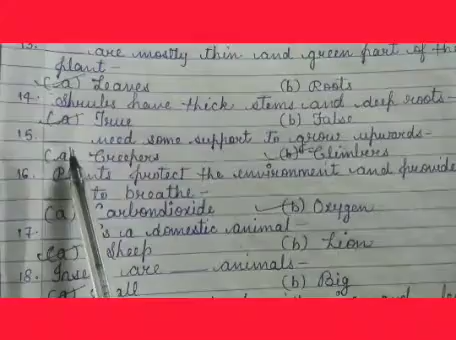 13. are mostly thin and green part of the
plant-
(a) Leaves (b) Roots
14. Shrubs have thick stems and deep roots-
(a) True (b) False
15. need some support to grow upwards-
(a) Creepers (b) Climbers
16. protect the environment and provide
to breathe-
(a) Carbondioxide (b) Oxygen
17. is a domestic animal-
(a) Sheep (b) Lion
18. are ___ animals-
(a) (b) Big